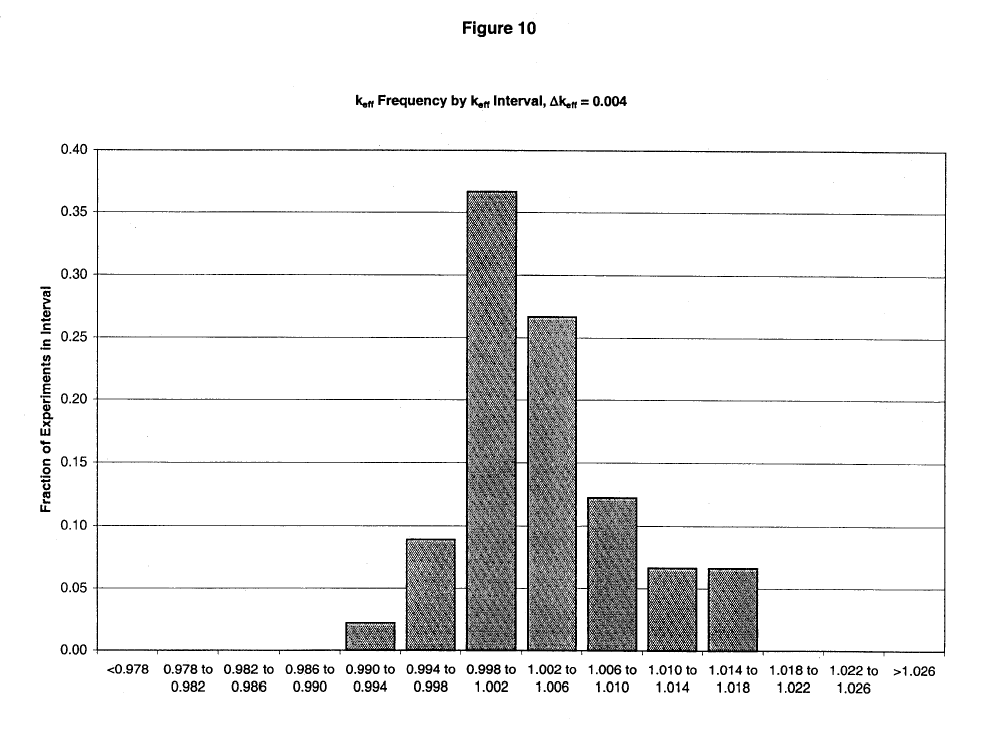 Figure 10
keff Frequency by keff Interval, Δkeff = 0.004
Fraction of Experiments in Interval
0.40
0.35
0.30
0.25
0.20
0.15
0.10
0.05
0.00
<0.978
0.978 to
0.982
0.982 to
0.986
0.986 to
0.990
0.990 to
0.994
0.994 to
0.998
0.998 to
1.002
1.002 to
1.006
1.006 to
1.010
1.010 to
1.014
1.014 to
1.018
1.018 to
1.022
1.022 to
1.026
>1.026